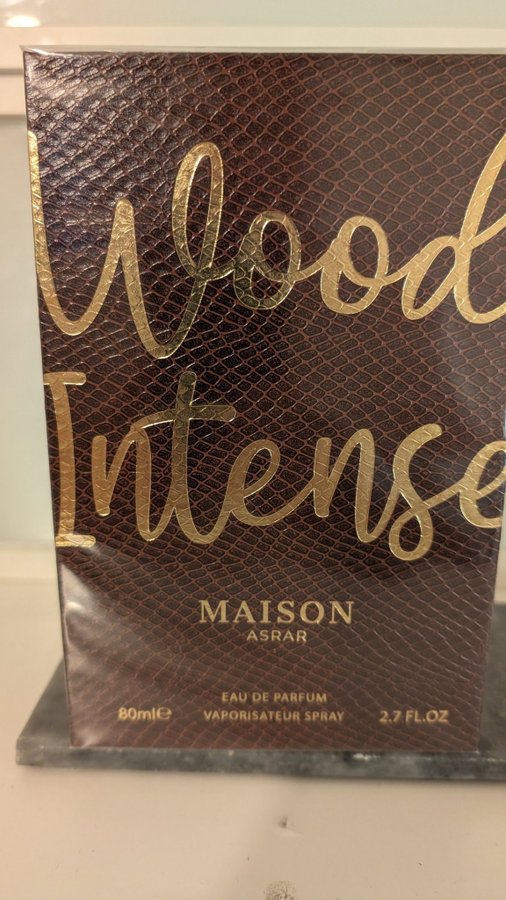 Wood
Intense
MAISON
ASRAR
EAU DE PARFUM
80ml℮ VAPORISATEUR SPRAY 2.7 FL.OZ